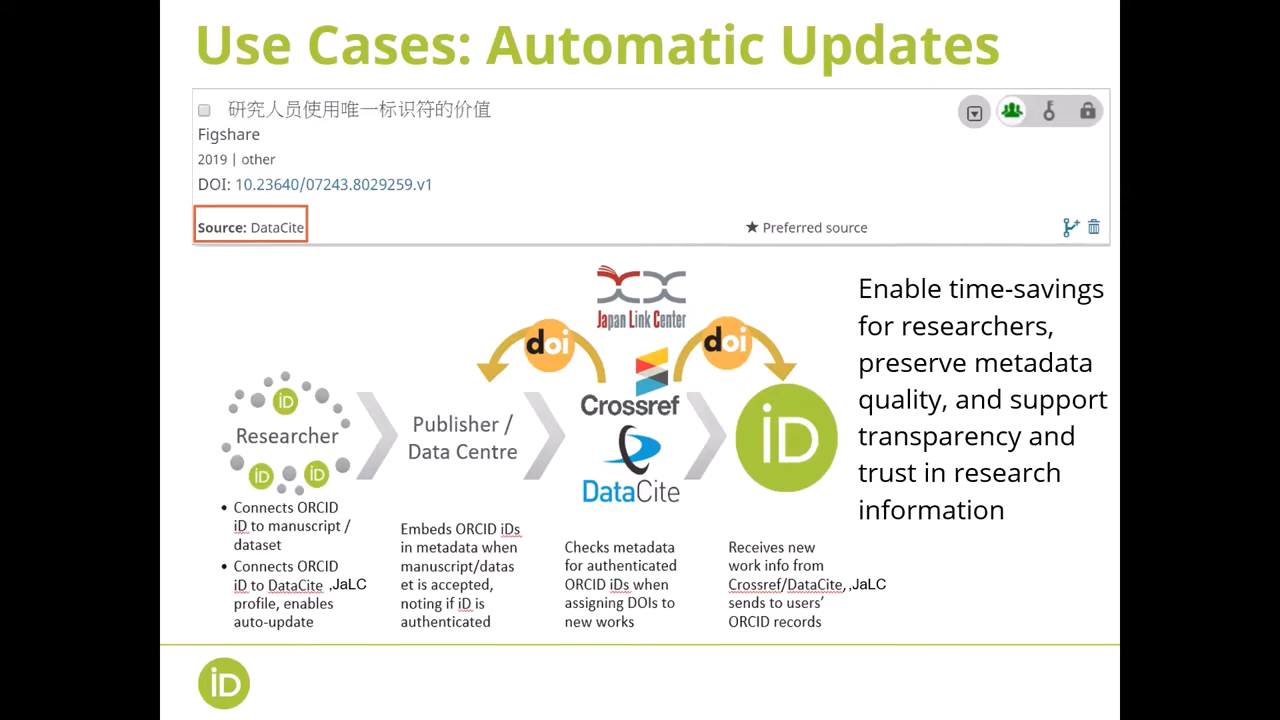 Use Cases: Automatic Updates
研究人员使用唯一标识符的价值
Figshare
2019 | other
DOI: 10.23640/07243.8029259.v1
Source: DataCite
★ Preferred source
Japan Link Center
doi
doi
Crossref
DataCite
iD
iD
iD
Researcher
Publisher /
Data Centre
iD
• Connects ORCID
iD to manuscript /
dataset
• Connects ORCID
iD to DataCite ,JaLC
profile, enables
auto-update
Embeds ORCID iDs
in metadata when
manuscript/datas
et is accepted,
noting if iD is
authenticated
Checks metadata
for authenticated
ORCID iDs when
assigning DOIs to
new works
Receives new
work info from
Crossref/DataCite, ,JaLC
sends to users’
ORCID records
Enable time-savings
for researchers,
preserve metadata
quality, and support
transparency and
trust in research
information
iD